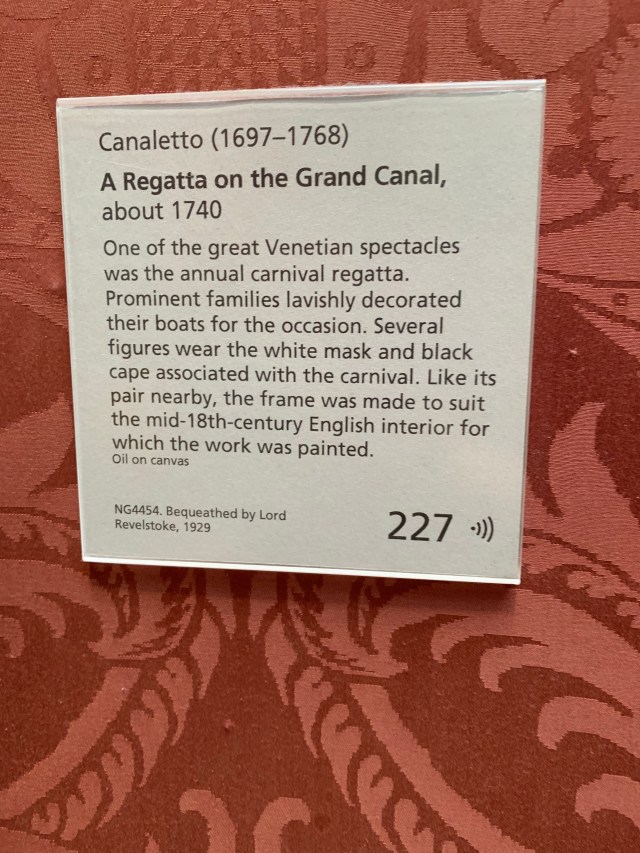 Canaletto (1697–1768)
A Regatta on the Grand Canal,
about 1740
One of the great Venetian spectacles
was the annual carnival regatta.
Prominent families lavishly decorated
their boats for the occasion. Several
figures wear the white mask and black
cape associated with the carnival. Like its
pair nearby, the frame was made to suit
the mid-18th-century English interior for
which the work was painted.
Oil on canvas
NG4454. Bequeathed by Lord
Revelstoke, 1929
227